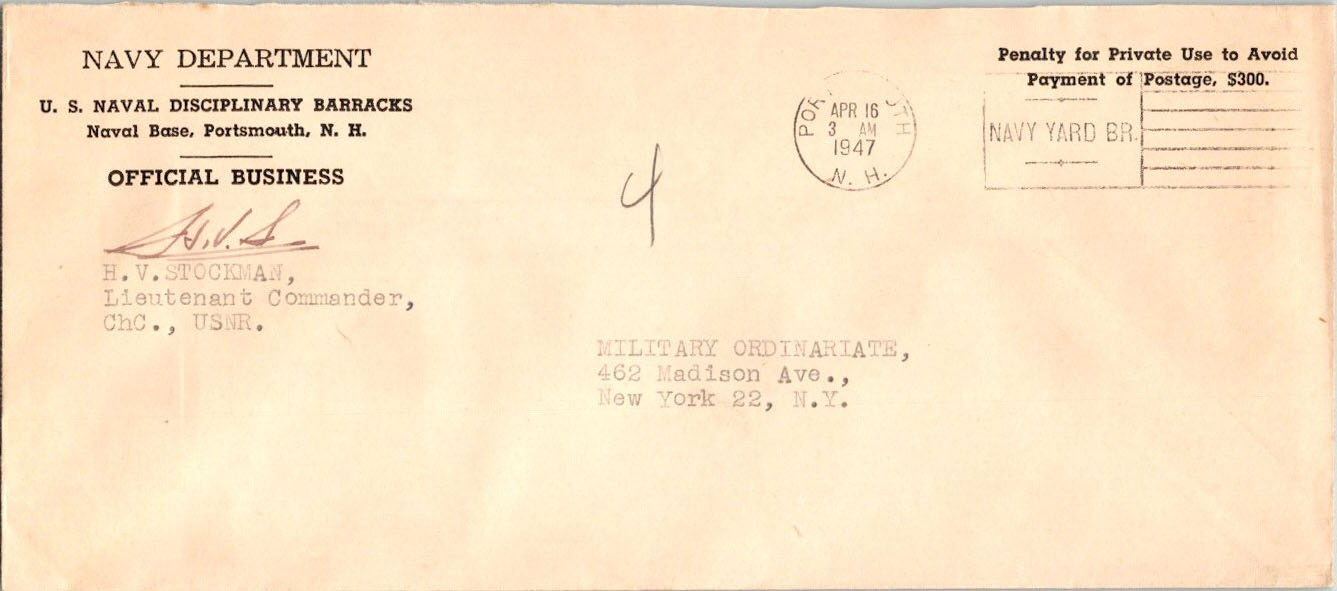 NAVY DEPARTMENT
U. S. NAVAL DISCIPLINARY BARRACKS
Naval Base, Portsmouth, N. H.
OFFICIAL BUSINESS
H.V.S
H.V.STOCKMAN,
Lieutenant Commander,
ChC., USNR.
4
APR 16
3 AM
1947
N. H.
Penalty for Private Use to Avoid
Payment of Postage, $300.
NAVY YARD BR.
MILITARY ORDINARIATE,
462 Madison Ave.,
New York 22, N.Y.